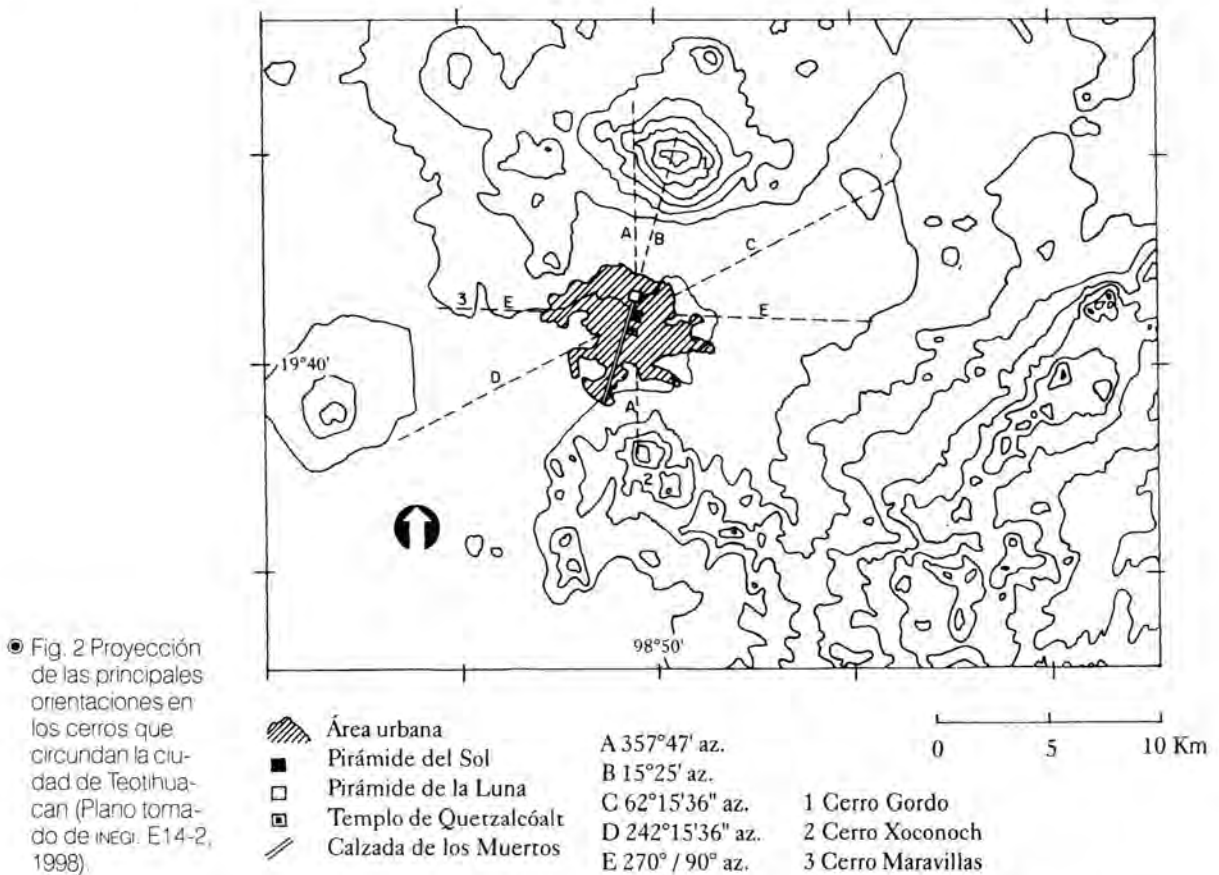 1
A
B
C
3
E
E
19°40'
D
A
2
98°50'
Fig. 2 Proyección
de las principales
orientaciones en
los cerros que
circundan la ciu-
dad de Teotihua-
can (Plano toma-
do de INEGI. E14-2,
1998).
Área urbana
Pirámide del Sol
Pirámide de la Luna
Templo de Quetzalcóalt
Calzada de los Muertos
A 357°47' az.
B 15°25' az.
C 62°15'36" az.
D 242°15'36" az.
E 270° / 90° az.
0 5 10 Km
1 Cerro Gordo
2 Cerro Xoconoch
3 Cerro Maravillas